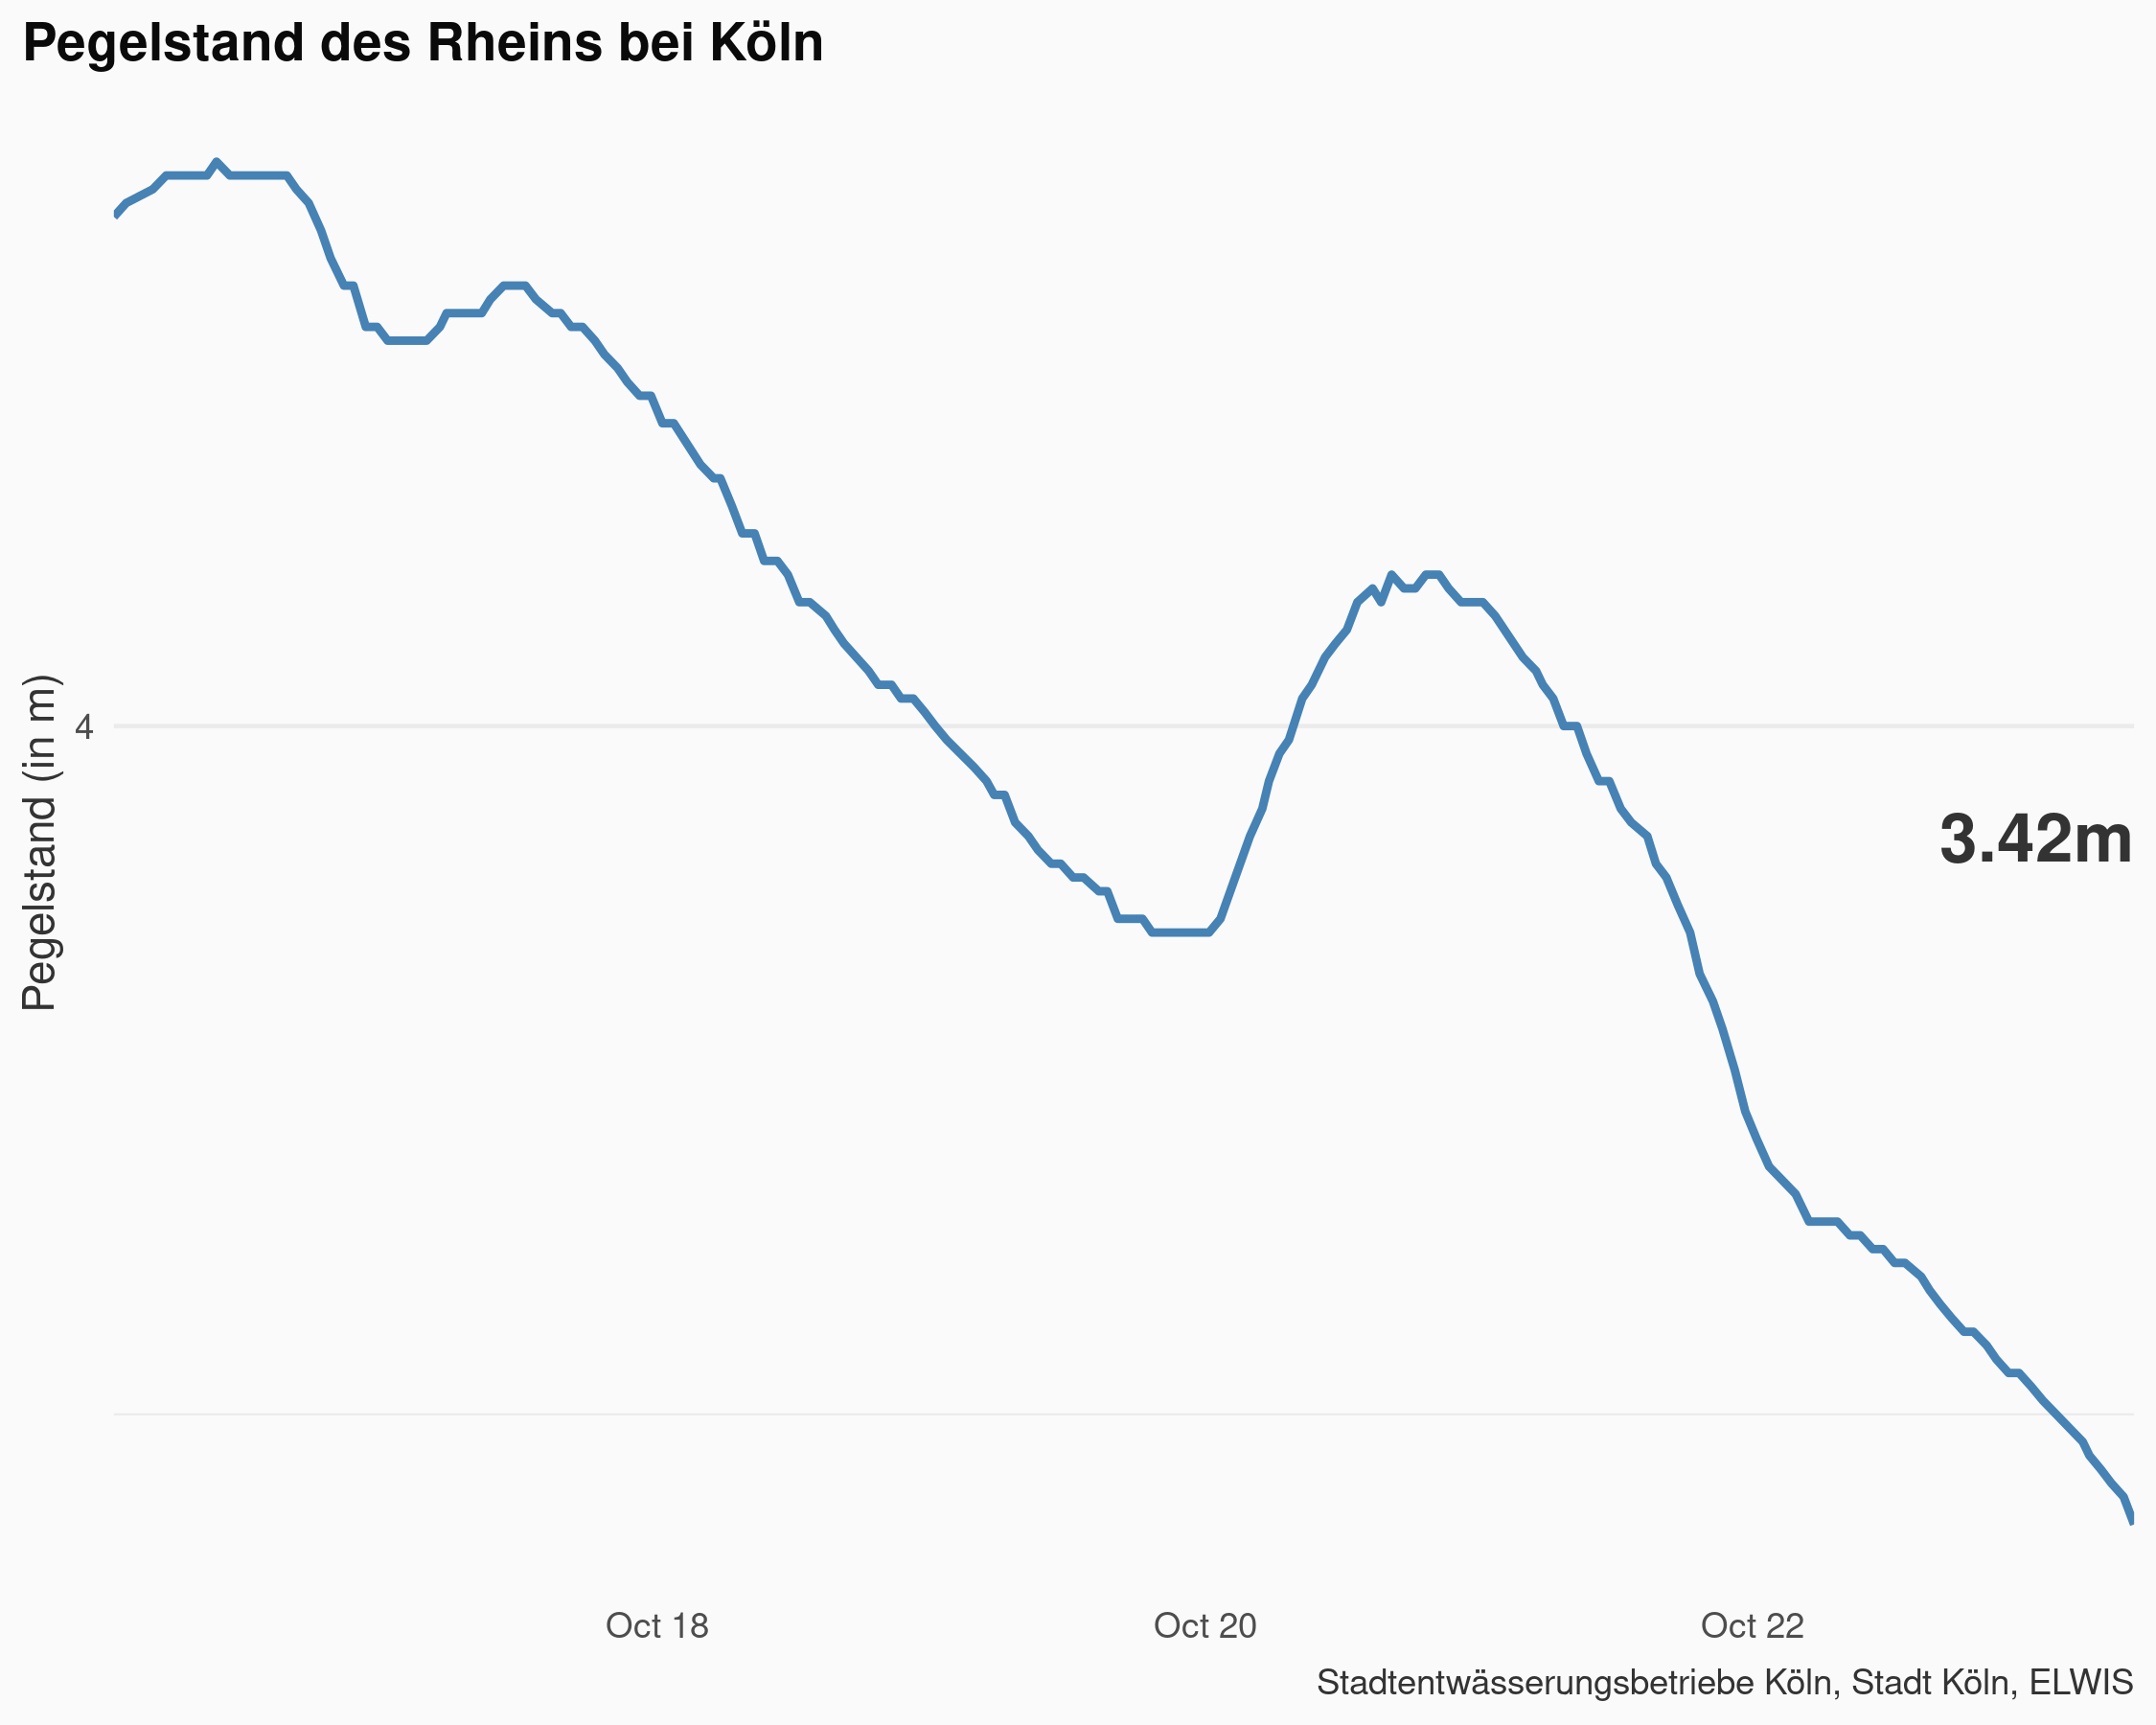 Pegelstand des Rheins bei Köln
Pegelstand (in m)
4
3.42m
Oct 18
Oct 20
Oct 22
Stadtentwässerungsbetriebe Köln, Stadt Köln, ELWIS